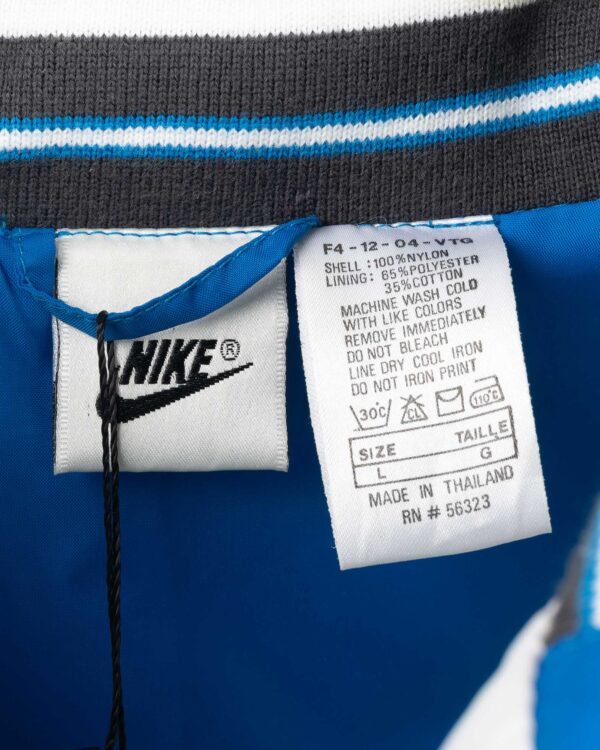 NIKE®
F4-12-04-VTG
SHELL : 100% NYLON
LINING : 65% POLYESTER
35% COTTON
MACHINE WASH COLD
WITH LIKE COLORS
REMOVE IMMEDIATELY
DO NOT BLEACH
LINE DRY COOL IRON
DO NOT IRON PRINT
30°C CL 110°C
SIZE TAILLE
L G
MADE IN THAILAND
RN # 56323